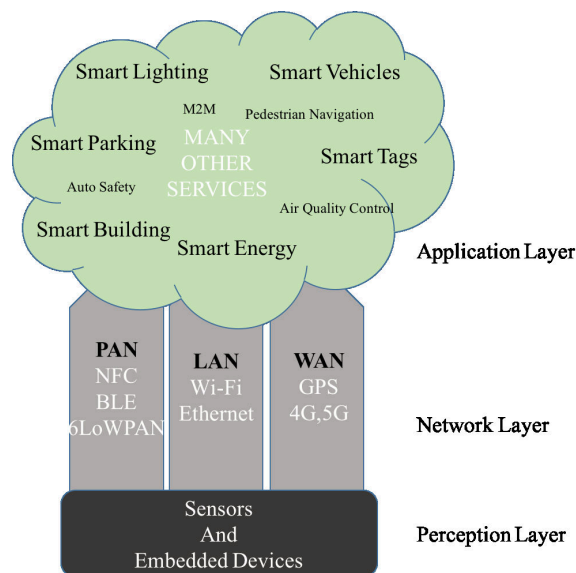 Smart Lighting
Smart Vehicles
M2M
Pedestrian Navigation
MANY
OTHER
SERVICES
Smart Parking
Smart Tags
Auto Safety
Air Quality Control
Smart Building
Smart Energy
Application Layer
PAN
NFC
BLE
6LoWPAN
LAN
Wi-Fi
Ethernet
WAN
GPS
4G,5G
Network Layer
Sensors
And
Embedded Devices
Perception Layer